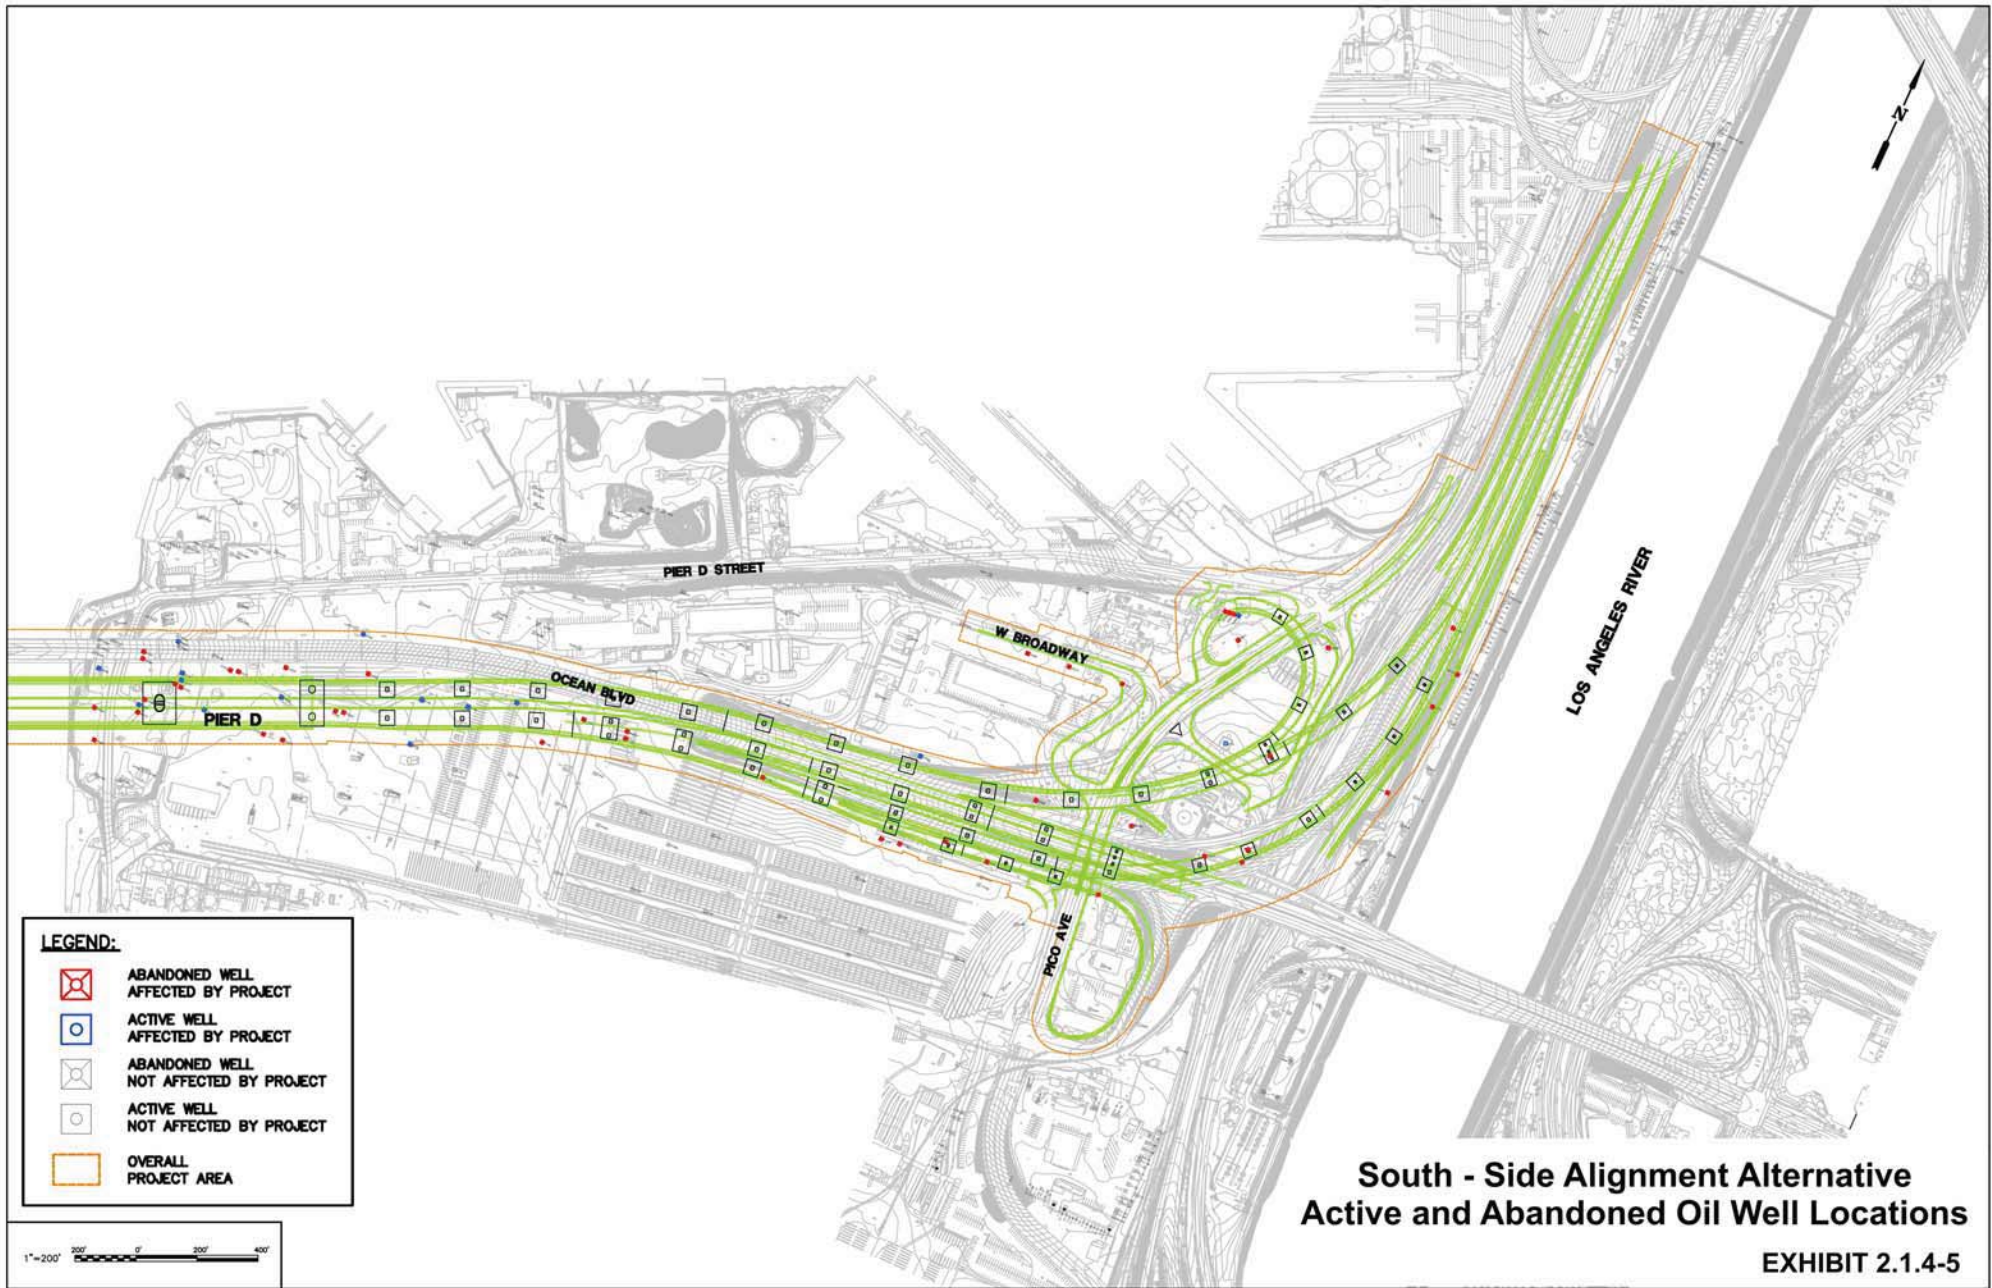 N
PIER D STREET
W BROADWAY
OCEAN BLVD
PIER D
LOS ANGELES RIVER
PICO AVE
LEGEND:
ABANDONED WELL
AFFECTED BY PROJECT
ACTIVE WELL
AFFECTED BY PROJECT
ABANDONED WELL
NOT AFFECTED BY PROJECT
ACTIVE WELL
NOT AFFECTED BY PROJECT
OVERALL
PROJECT AREA
1"=200' 200' 0' 200' 400'
South - Side Alignment Alternative
Active and Abandoned Oil Well Locations
EXHIBIT 2.1.4-5